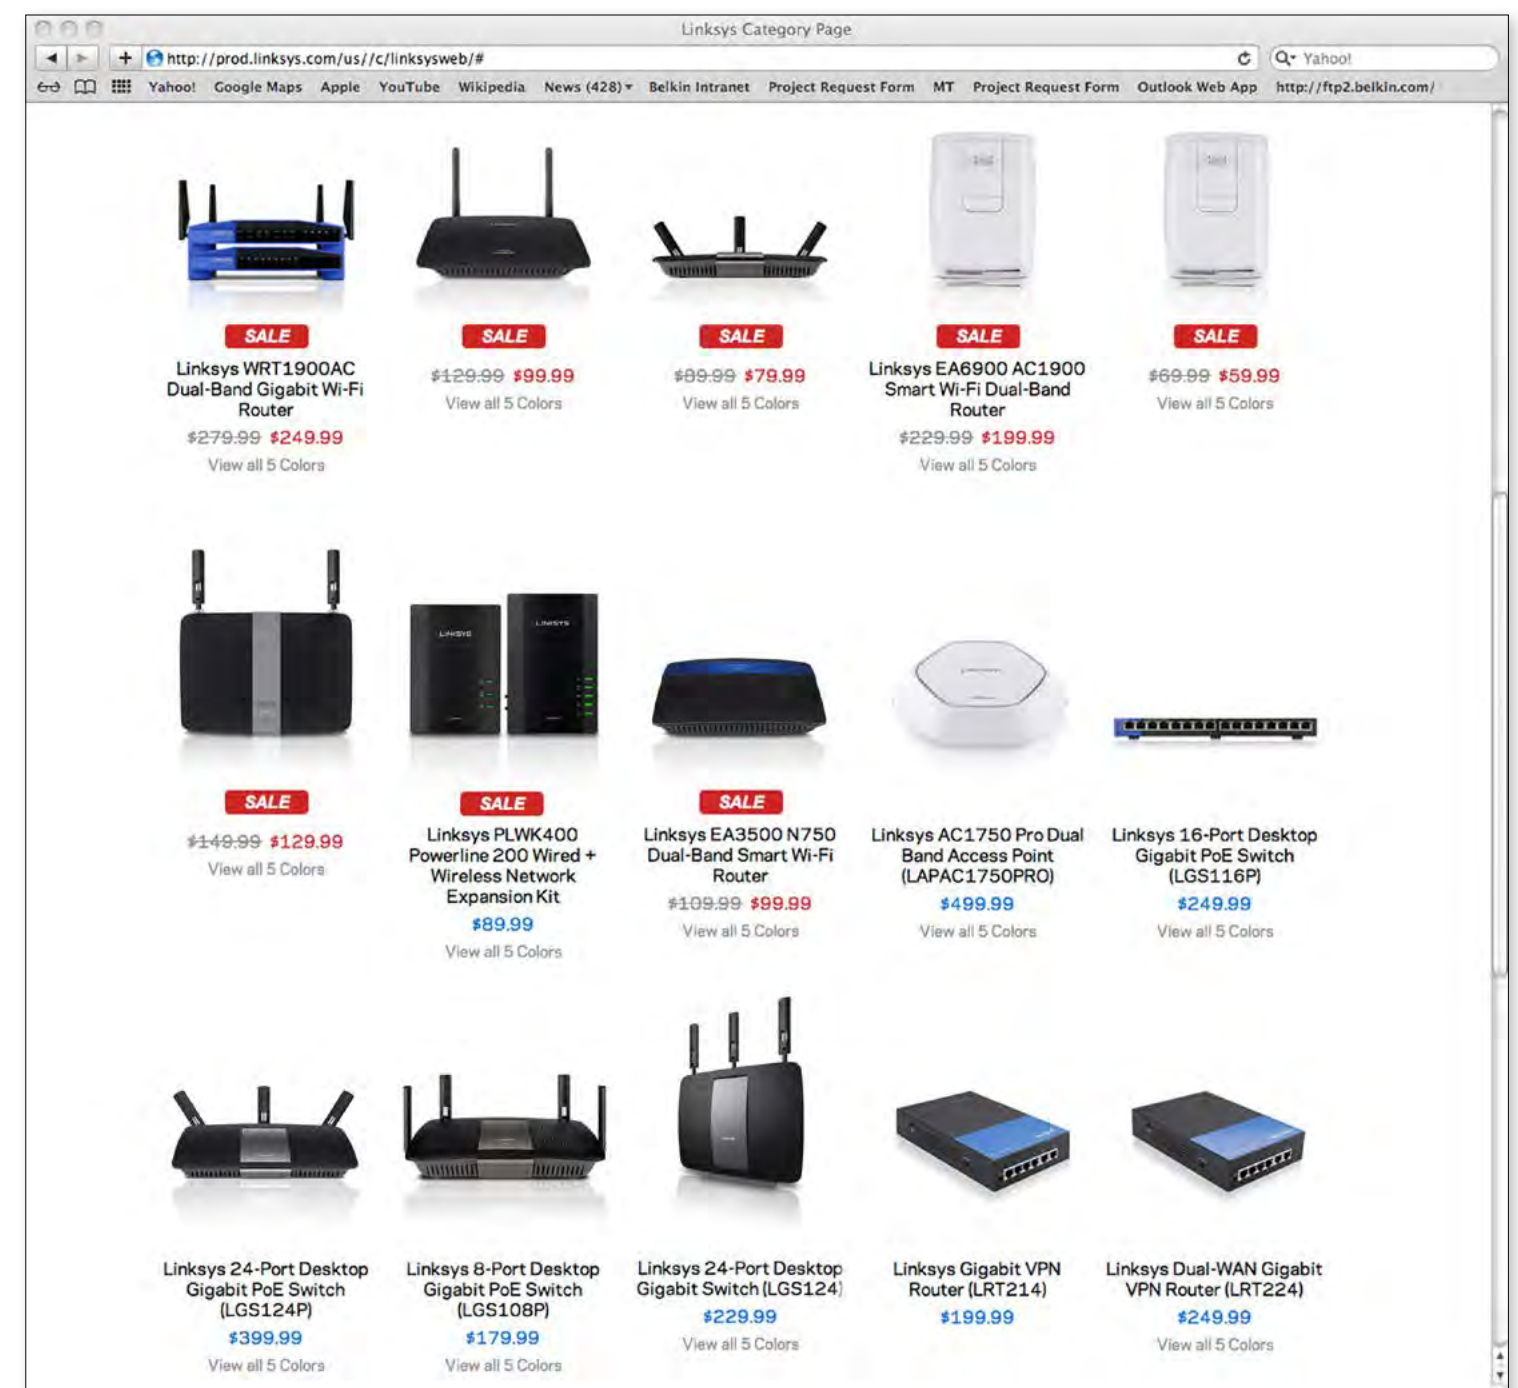 Linksys Category Page
http://prod.linksys.com/us//c/linksysweb/#
Yahoo!
Yahoo! Google Maps Apple YouTube Wikipedia News (428) Belkin Intranet Project Request Form MT Project Request Form Outlook Web App http://ftp2.belkin.com/
SALE SALE SALE SALE SALE
Linksys WRT1900AC
Dual-Band Gigabit Wi-Fi
Router
$279.99 $249.99
View all 5 Colors
$129.99 $99.99
View all 5 Colors
$89.99 $79.99
View all 5 Colors
Linksys EA6900 AC1900
Smart Wi-Fi Dual-Band
Router
$229.99 $199.99
View all 5 Colors
$69.99 $59.99
View all 5 Colors
LINKSYS
LINKSYS
SALE SALE SALE
$149.99 $129.99
View all 5 Colors
Linksys PLWK400
Powerline 200 Wired +
Wireless Network
Expansion Kit
$89.99
View all 5 Colors
Linksys EA3500 N750
Dual-Band Smart Wi-Fi
Router
$109.99 $99.99
View all 5 Colors
Linksys AC1750 Pro Dual
Band Access Point
(LAPAC1750PRO)
$499.99
View all 5 Colors
Linksys 16-Port Desktop
Gigabit PoE Switch
(LGS116P)
$249.99
View all 5 Colors
Linksys 24-Port Desktop
Gigabit PoE Switch
(LGS124P)
$399.99
View all 5 Colors
Linksys 8-Port Desktop
Gigabit PoE Switch
(LGS108P)
$179.99
View all 5 Colors
Linksys 24-Port Desktop
Gigabit Switch (LGS124)
$229.99
View all 5 Colors
Linksys Gigabit VPN
Router (LRT214)
$199.99
Linksys Dual-WAN Gigabit
VPN Router (LRT224)
$249.99
View all 5 Colors